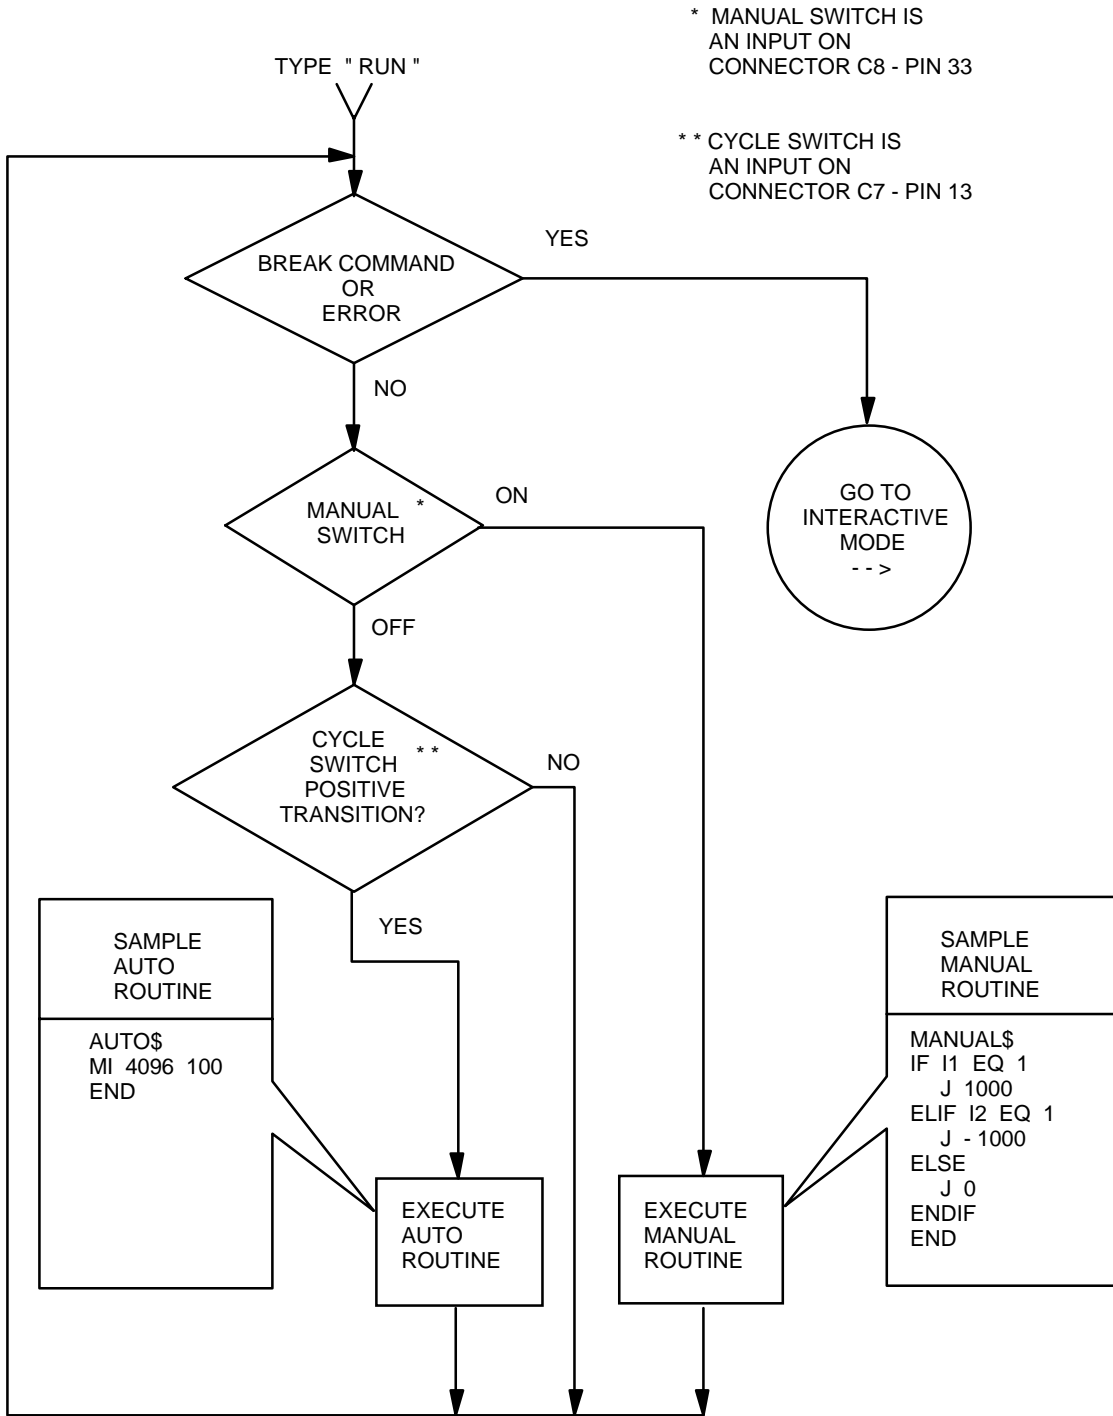 * MANUAL SWITCH IS
AN INPUT ON
CONNECTOR C8 - PIN 33
TYPE " RUN "
* * CYCLE SWITCH IS
AN INPUT ON
CONNECTOR C7 - PIN 13
YES
BREAK COMMAND
OR
ERROR
NO
MANUAL *
SWITCH
ON
GO TO
INTERACTIVE
MODE
- - >
OFF
CYCLE * *
SWITCH
POSITIVE
TRANSITION?
NO
YES
SAMPLE
AUTO
ROUTINE
AUTO$
MI 4096 100
END
SAMPLE
MANUAL
ROUTINE
MANUAL$
IF I1 EQ 1
J 1000
ELIF I2 EQ 1
J - 1000
ELSE
J 0
ENDIF
END
EXECUTE
AUTO
ROUTINE
EXECUTE
MANUAL
ROUTINE